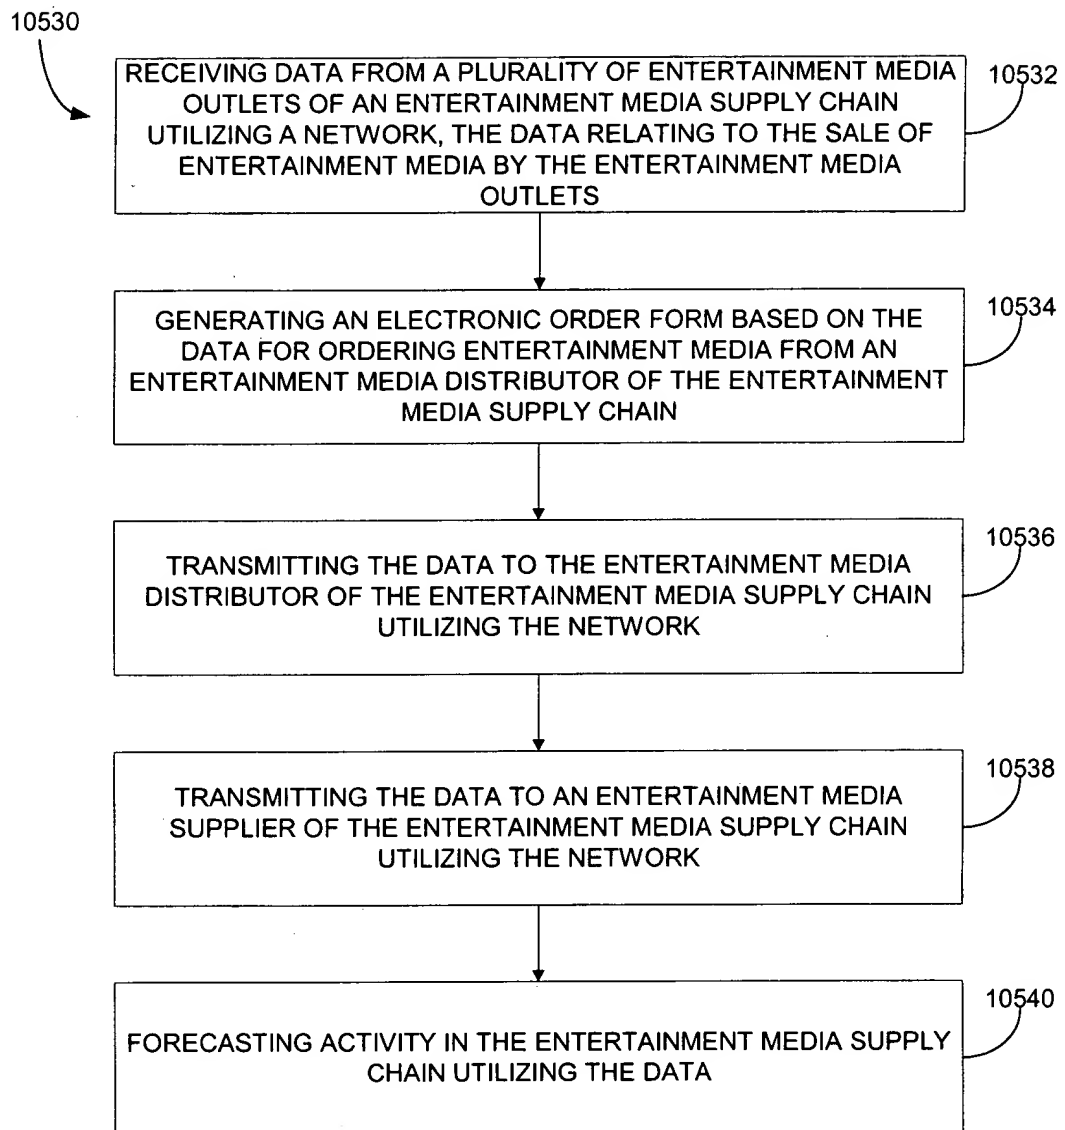 10530
RECEIVING DATA FROM A PLURALITY OF ENTERTAINMENT MEDIA
OUTLETS OF AN ENTERTAINMENT MEDIA SUPPLY CHAIN
UTILIZING A NETWORK, THE DATA RELATING TO THE SALE OF
ENTERTAINMENT MEDIA BY THE ENTERTAINMENT MEDIA
OUTLETS
10532
GENERATING AN ELECTRONIC ORDER FORM BASED ON THE
DATA FOR ORDERING ENTERTAINMENT MEDIA FROM AN
ENTERTAINMENT MEDIA DISTRIBUTOR OF THE ENTERTAINMENT
MEDIA SUPPLY CHAIN
10534
TRANSMITTING THE DATA TO THE ENTERTAINMENT MEDIA
DISTRIBUTOR OF THE ENTERTAINMENT MEDIA SUPPLY CHAIN
UTILIZING THE NETWORK
10536
TRANSMITTING THE DATA TO AN ENTERTAINMENT MEDIA
SUPPLIER OF THE ENTERTAINMENT MEDIA SUPPLY CHAIN
UTILIZING THE NETWORK
10538
FORECASTING ACTIVITY IN THE ENTERTAINMENT MEDIA SUPPLY
CHAIN UTILIZING THE DATA
10540